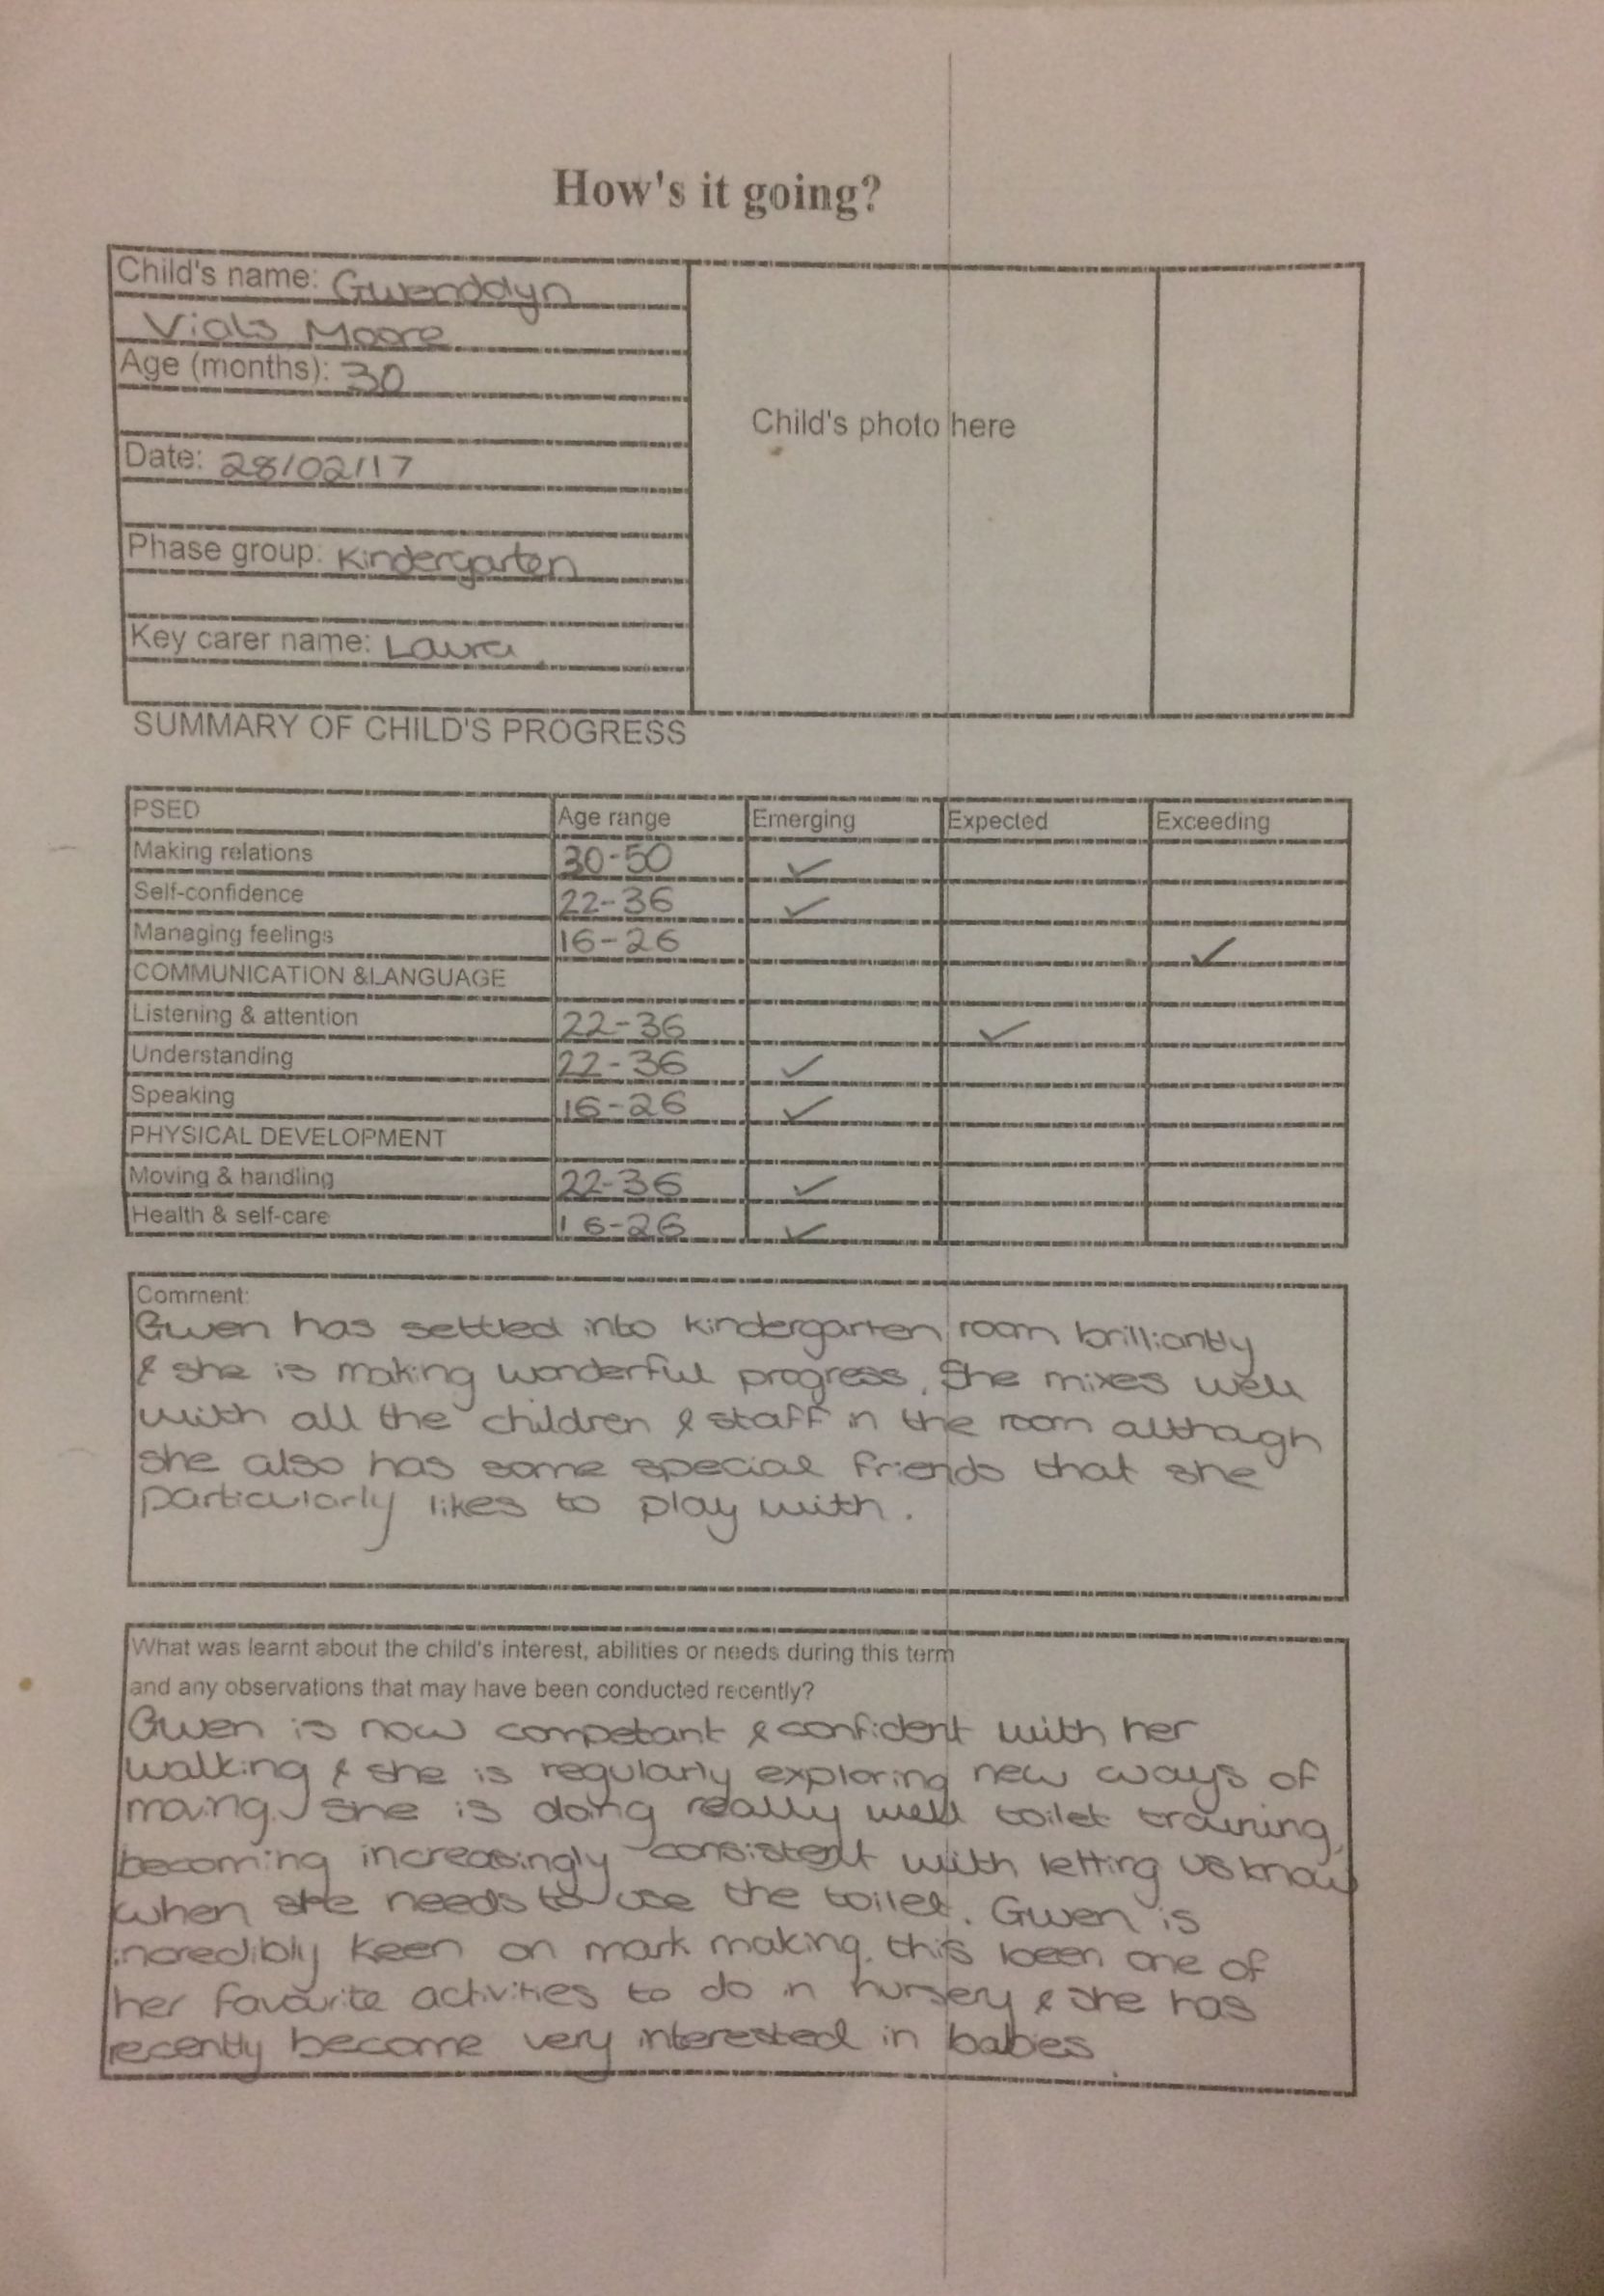 How's it going?
Child's name: Gwenddyn
Vials Moore
Age (months): 30
Child's photo here
Date: 28/02/17
Phase group: Kindergarten
Key carer name: Laura
SUMMARY OF CHILD'S PROGRESS
PSED Age range Emerging Expected Exceeding
Making relations 30-50 ✓
Self-confidence 22-36 ✓
Managing feelings 16-26 ✓
COMMUNICATION &LANGUAGE
Listening & attention 22-36 ✓
Understanding 22-36 ✓
Speaking 16-26 ✓
PHYSICAL DEVELOPMENT
Moving & handling 22-36 ✓
Health & self-care 16-26 ✓
Comment:
Gwen has settled into kindergarten room brilliantly
& she is making wonderful progress. She mixes well
with all the children & staff in the room although
she also has some special friends that she
particularly likes to play with.
What was learnt about the child's interest, abilities or needs during this term
and any observations that may have been conducted recently?
Gwen is now competant & confident with her
walking & she is regularly exploring new ways of
moving. She is doing really well toilet training,
becoming increasingly consistent with letting us know
when she needs to use the toilet. Gwen is
incredibly keen on mark making, this been one of
her favourite activities to do in nursery & she has
recently become very interested in babies.